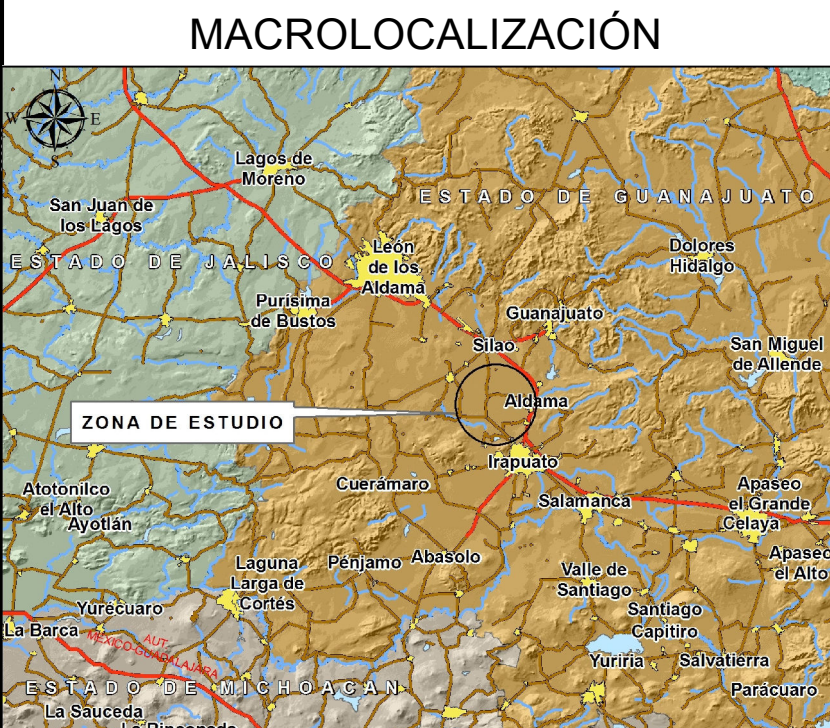 MACROLOCALIZACIÓN
N
W
E
S
Lagos de
Moreno
ESTADO DE GUANAJUATO
San Juan de
los Lagos
León
de los
Aldama
Dolores
Hidalgo
ESTADO DE JALISCO
Purísima
de Bustos
Guanajuato
Silao
San Miguel
de Allende
Aldama
ZONA DE ESTUDIO
Irapuato
Cuerámaro
Atotonilco
el Alto
Ayotlán
Salamanca
Apaseo
el Grande
Celaya
Laguna
Larga de
Cortés
Pénjamo
Abasolo
Apaseo
el Alto
Valle de
Santiago
Yurécuaro
Santiago
Capitiro
La Barca
AUT
MEXICO-GUADALAJARA
Yuriria
Salvatierra
ESTADO DE MICHOACAN
Parácuaro
La Sauceda